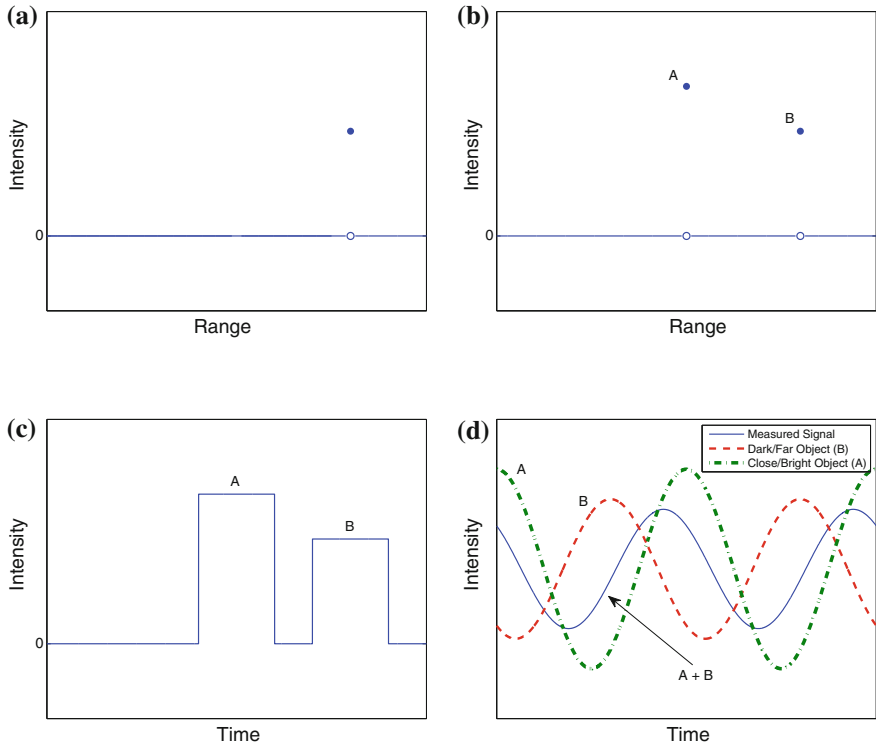 (a)
Intensity
0
Range
(b)
A
B
Intensity
0
Range
(c)
A
B
Intensity
0
Time
(d)
Measured Signal
Dark/Far Object (B)
Close/Bright Object (A)
A
B
Intensity
A + B
Time